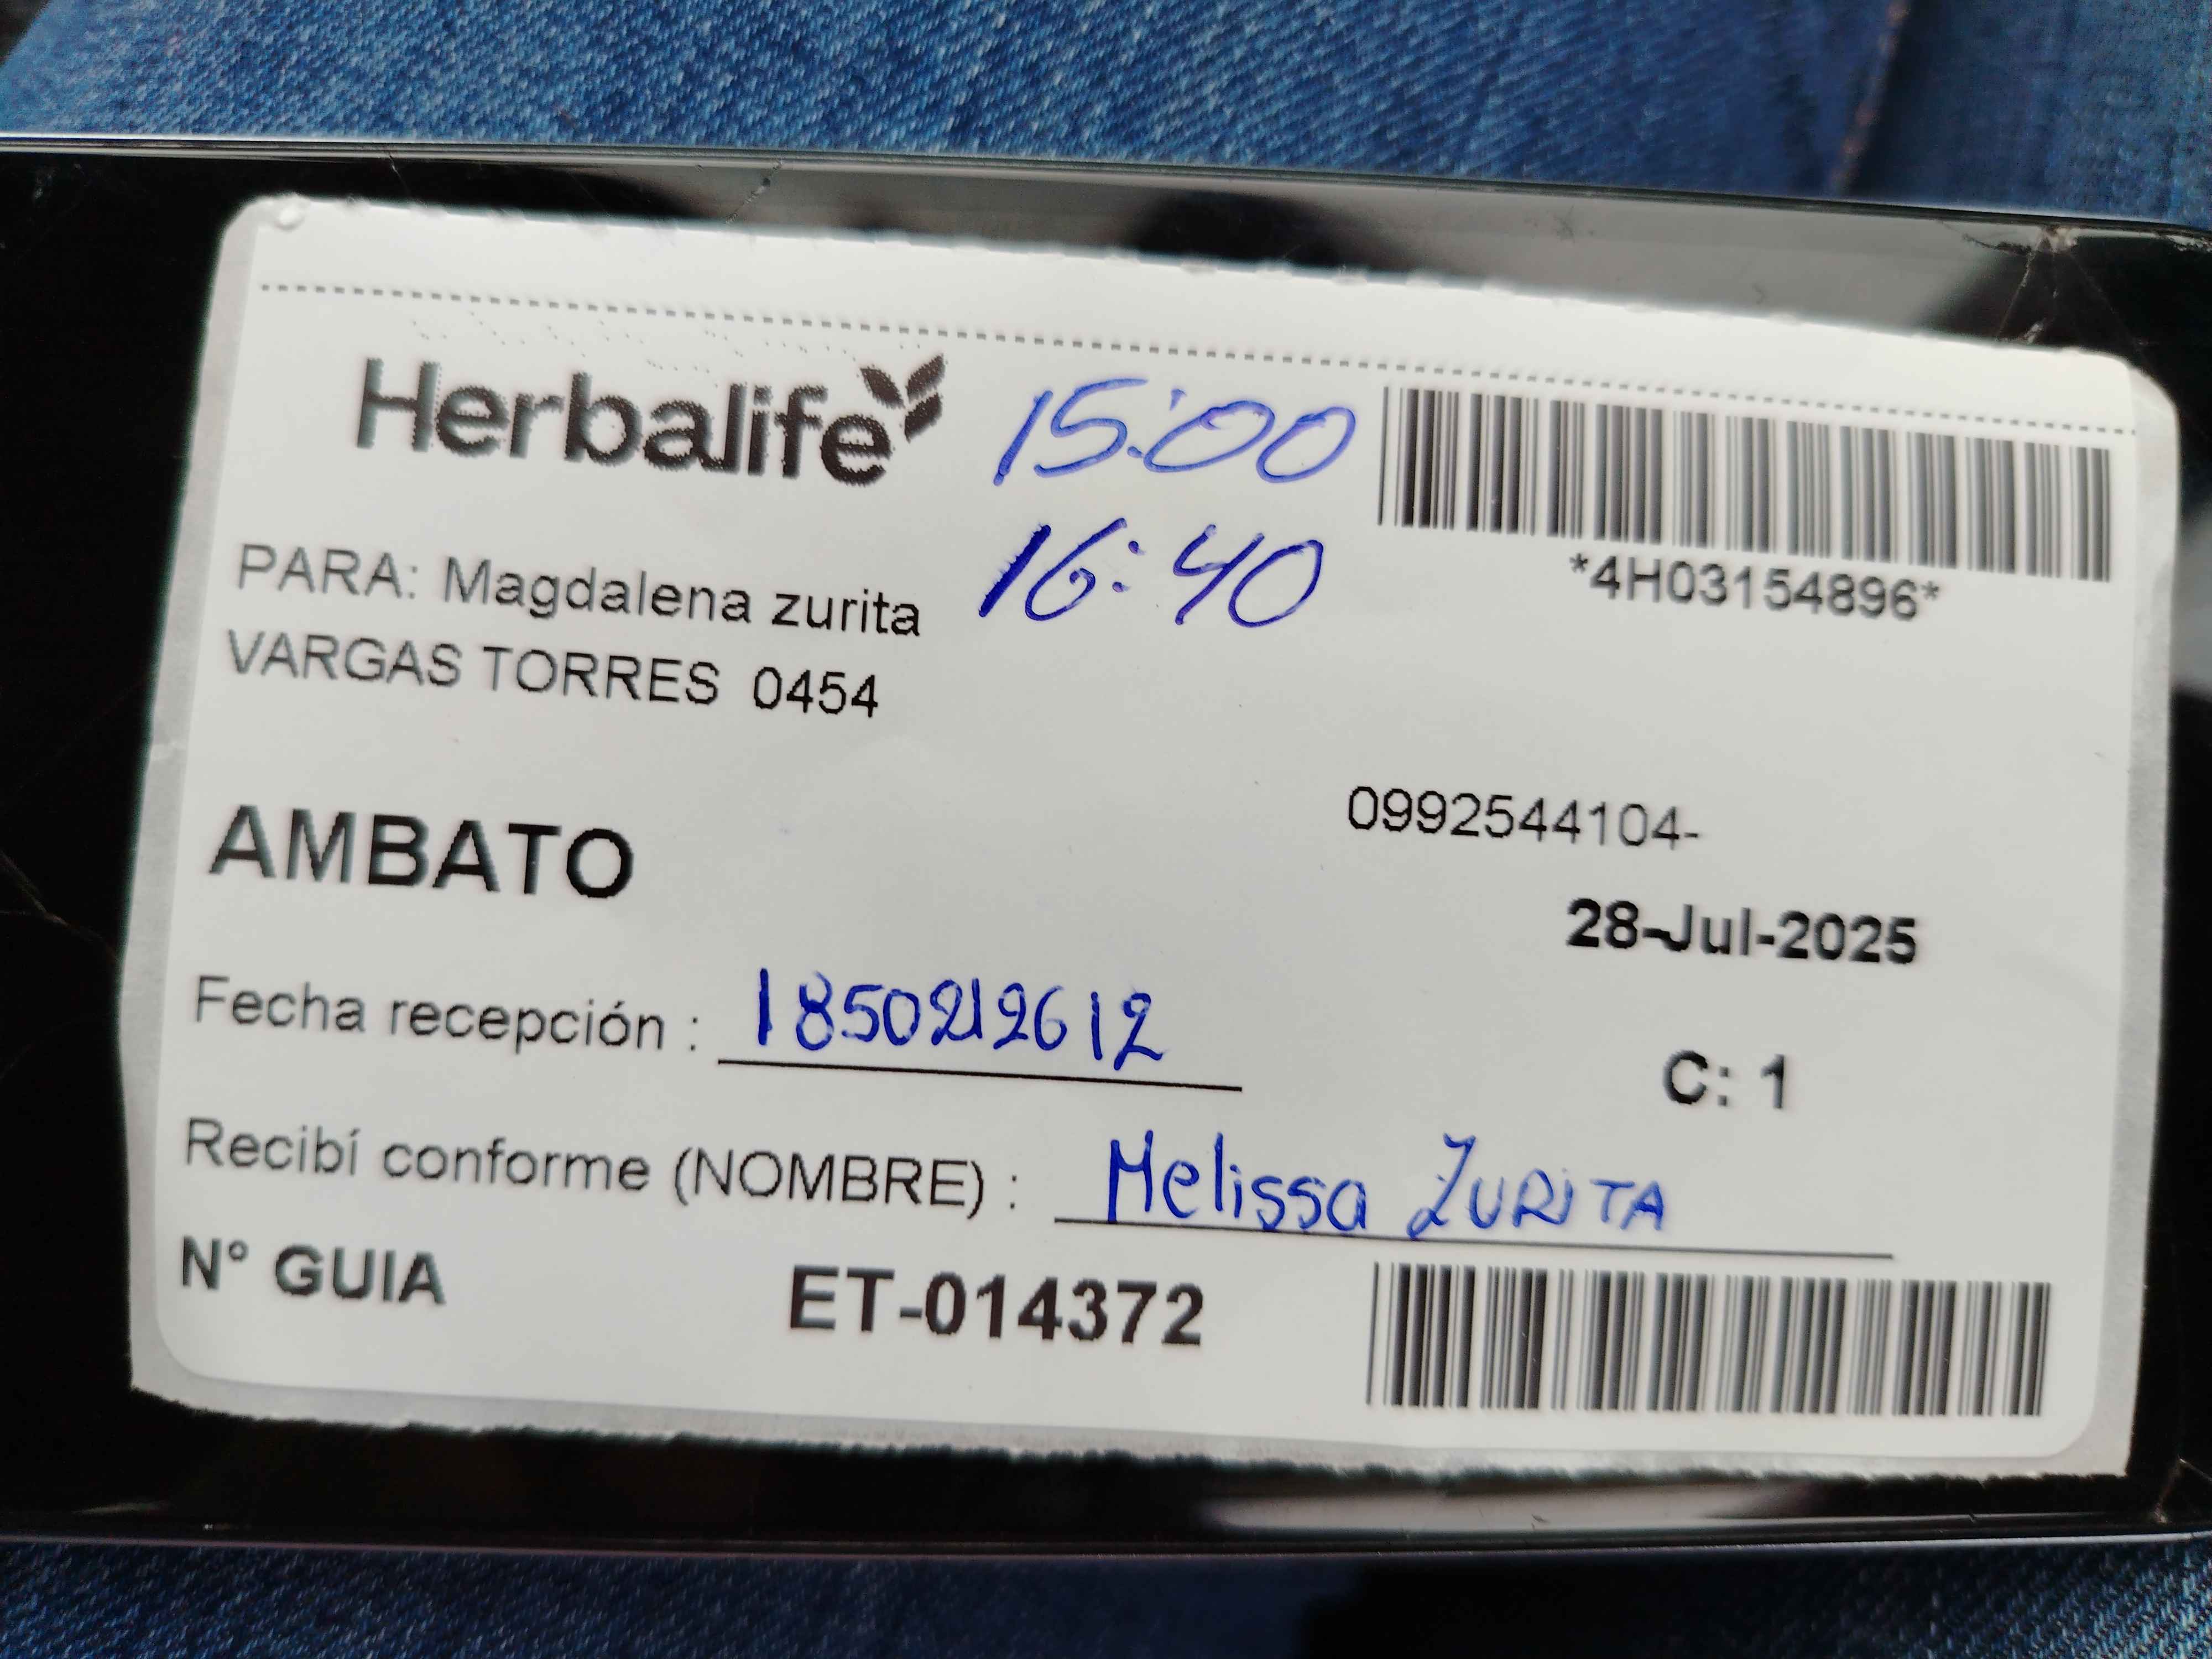 Herbalife
15:00
16:40
*4H03154896*
PARA: Magdalena zurita
VARGAS TORRES 0454
0992544104-
AMBATO
28-Jul-2025
Fecha recepción : 1850212612
C: 1
Recibí conforme (NOMBRE) : Melissa ZURITA
N° GUIA ET-014372